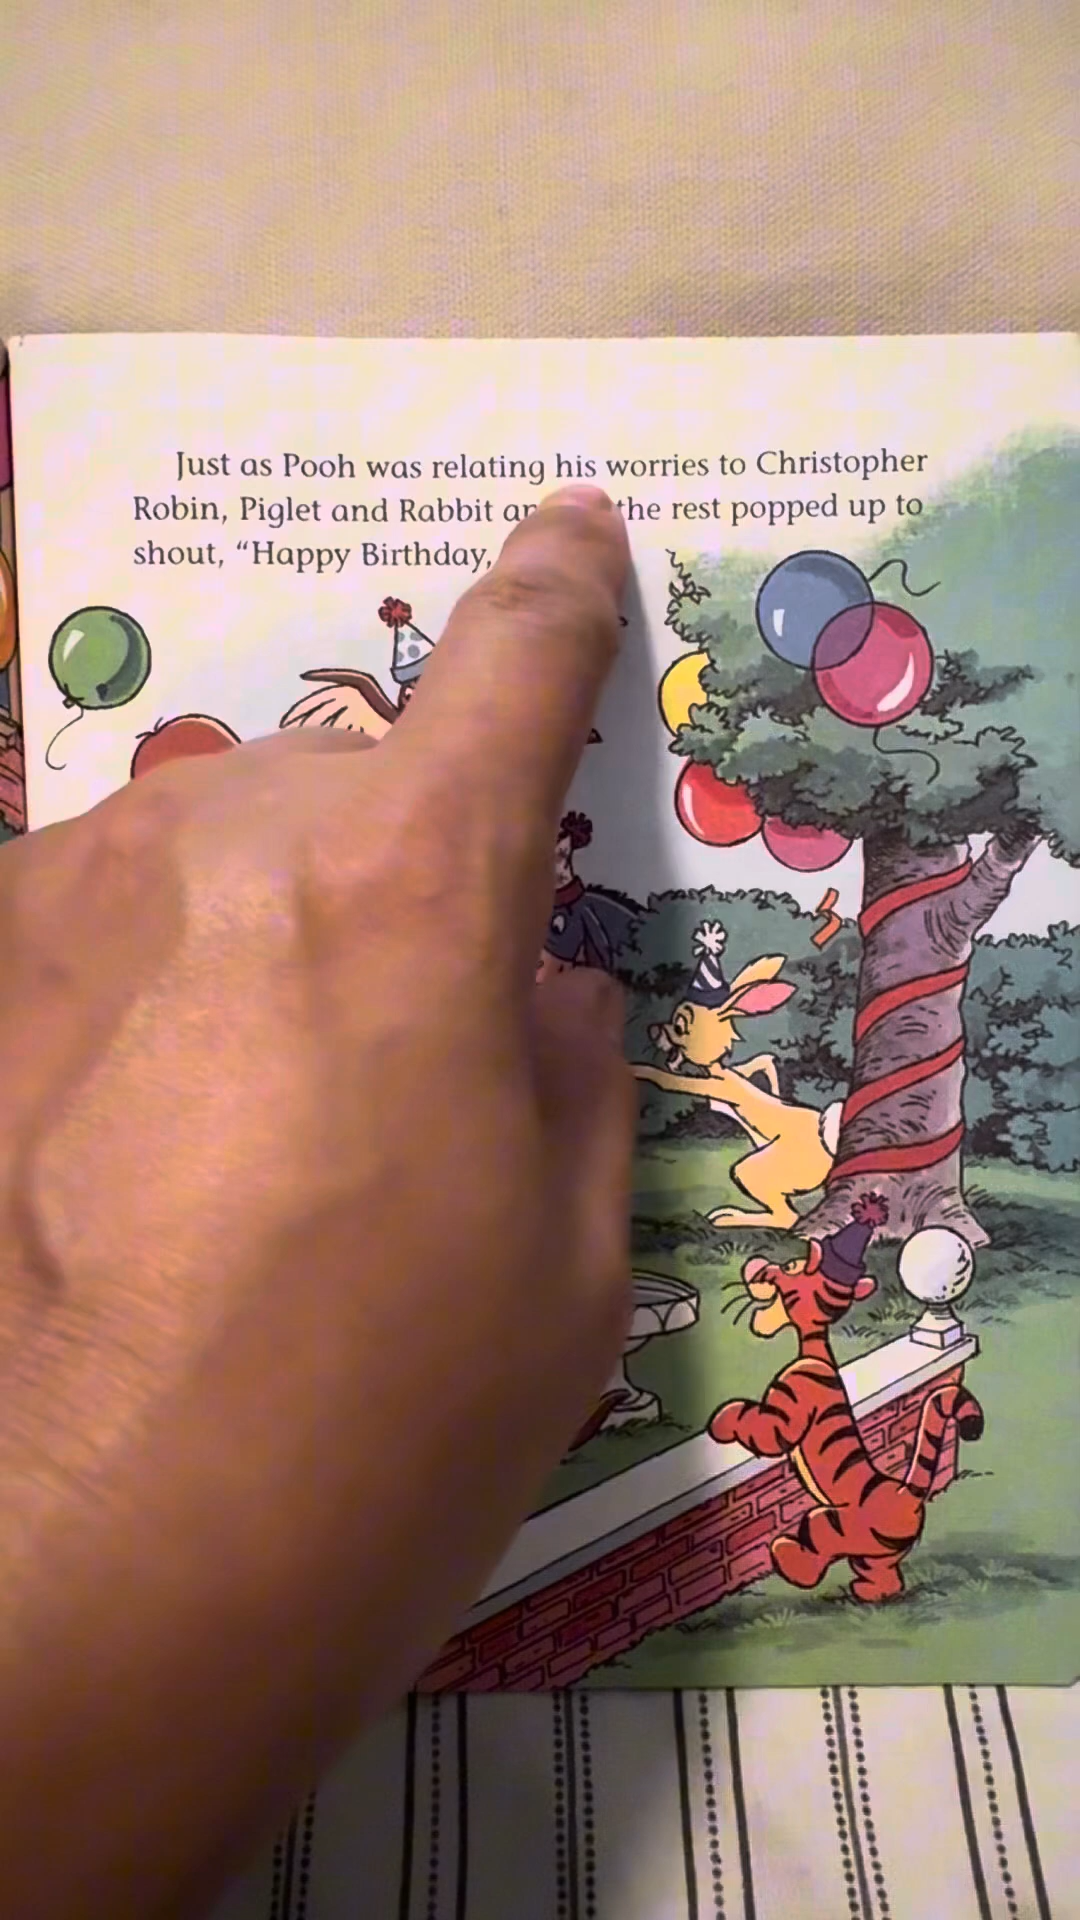 Just as Pooh was relating his worries to Christopher
Robin, Piglet and Rabbit the rest popped up to
shout, “Happy Birthday,